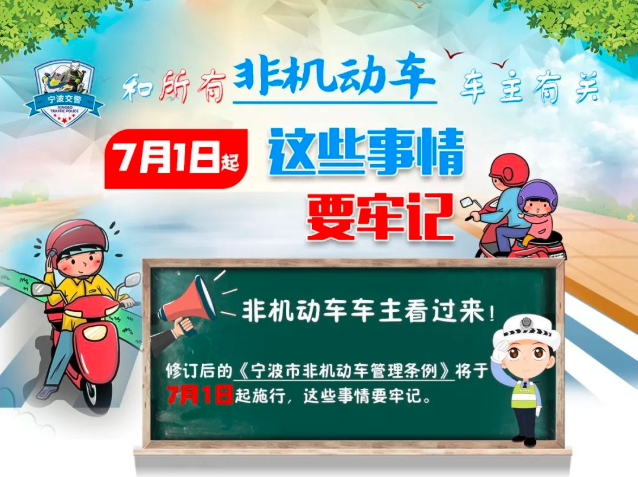 和所有非机动车 车主有关
宁波交警
NINGBO TRAFFIC POLICE
7月1日起
这些事情
要牢记
非机动车车主看过来！
修订后的《宁波市非机动车管理条例》将于
7月1日起施行，这些事情要牢记。